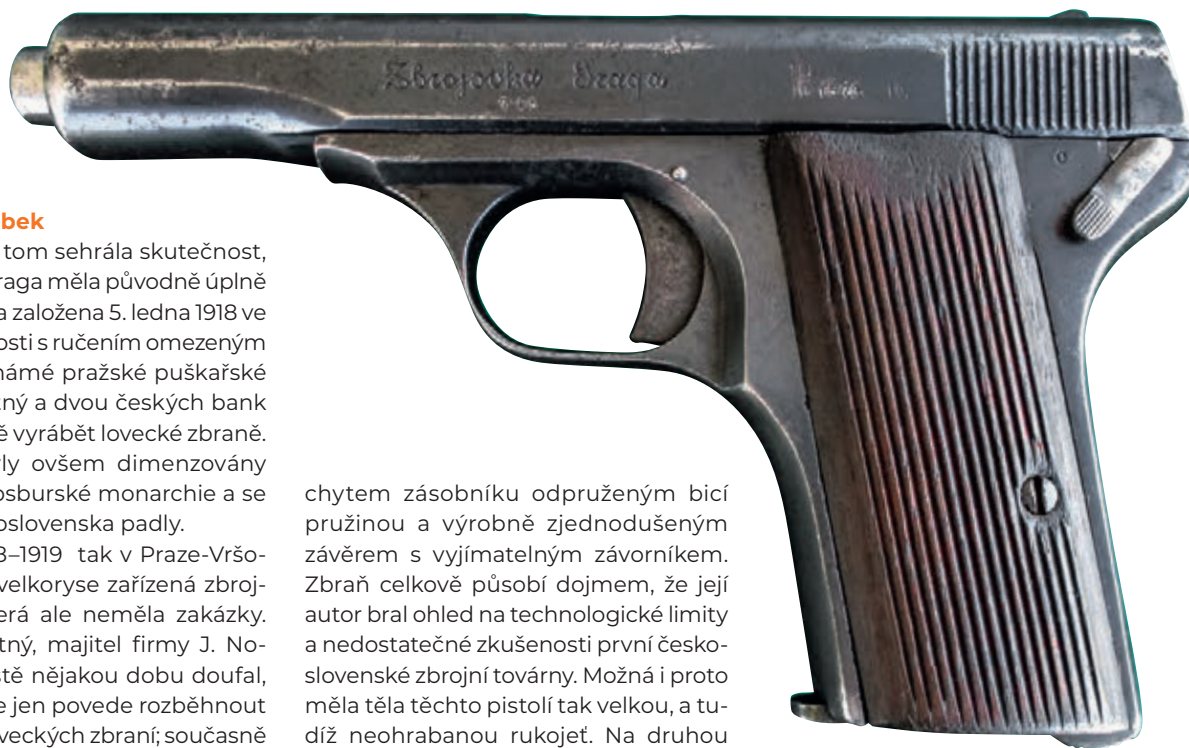 bek
tom sehrála skutečnost,
raga měla původně úplně
a založena 5. ledna 1918 ve
osti s ručením omezeným
námé pražské puškařské
tný a dvou českých bank
ě vyrábět lovecké zbraně.
yly ovšem dimenzovány
osburské monarchie a se
oslovenska padly.
8–1919 tak v Praze-Vršo-
velkoryse zařízená zbroj-
erá ale neměla zakázky.
tný, majitel firmy J. No-
stě nějakou dobu doufal,
e jen povede rozběhnout
veckých zbraní; současně
chytem zásobníku odpruženým bicí
pružinou a výrobně zjednodušeným
závěrem s vyjímatelným závorníkem.
Zbraň celkově působí dojmem, že její
autor bral ohled na technologické limity
a nedostatečné zkušenosti první česko-
slovenské zbrojní továrny. Možná i proto
měla těla těchto pistolí tak velkou, a tu-
díž neohrabanou rukojeť. Na druhou
Zbrojovka Praga